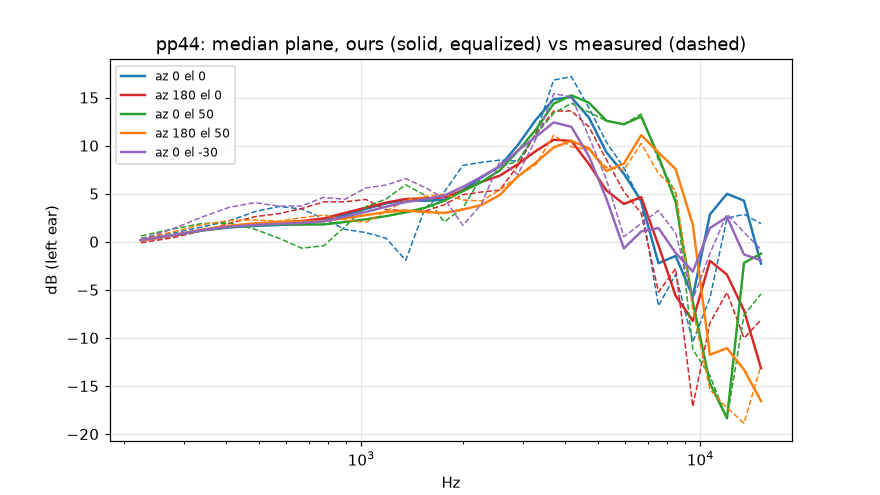 pp44: median plane, ours (solid, equalized) vs measured (dashed)
az 0 el 0
az 180 el 0
az 0 el 50
az 180 el 50
az 0 el -30
dB (left ear)
15
10
5
0
−5
−10
−15
−20
10³
10⁴
Hz